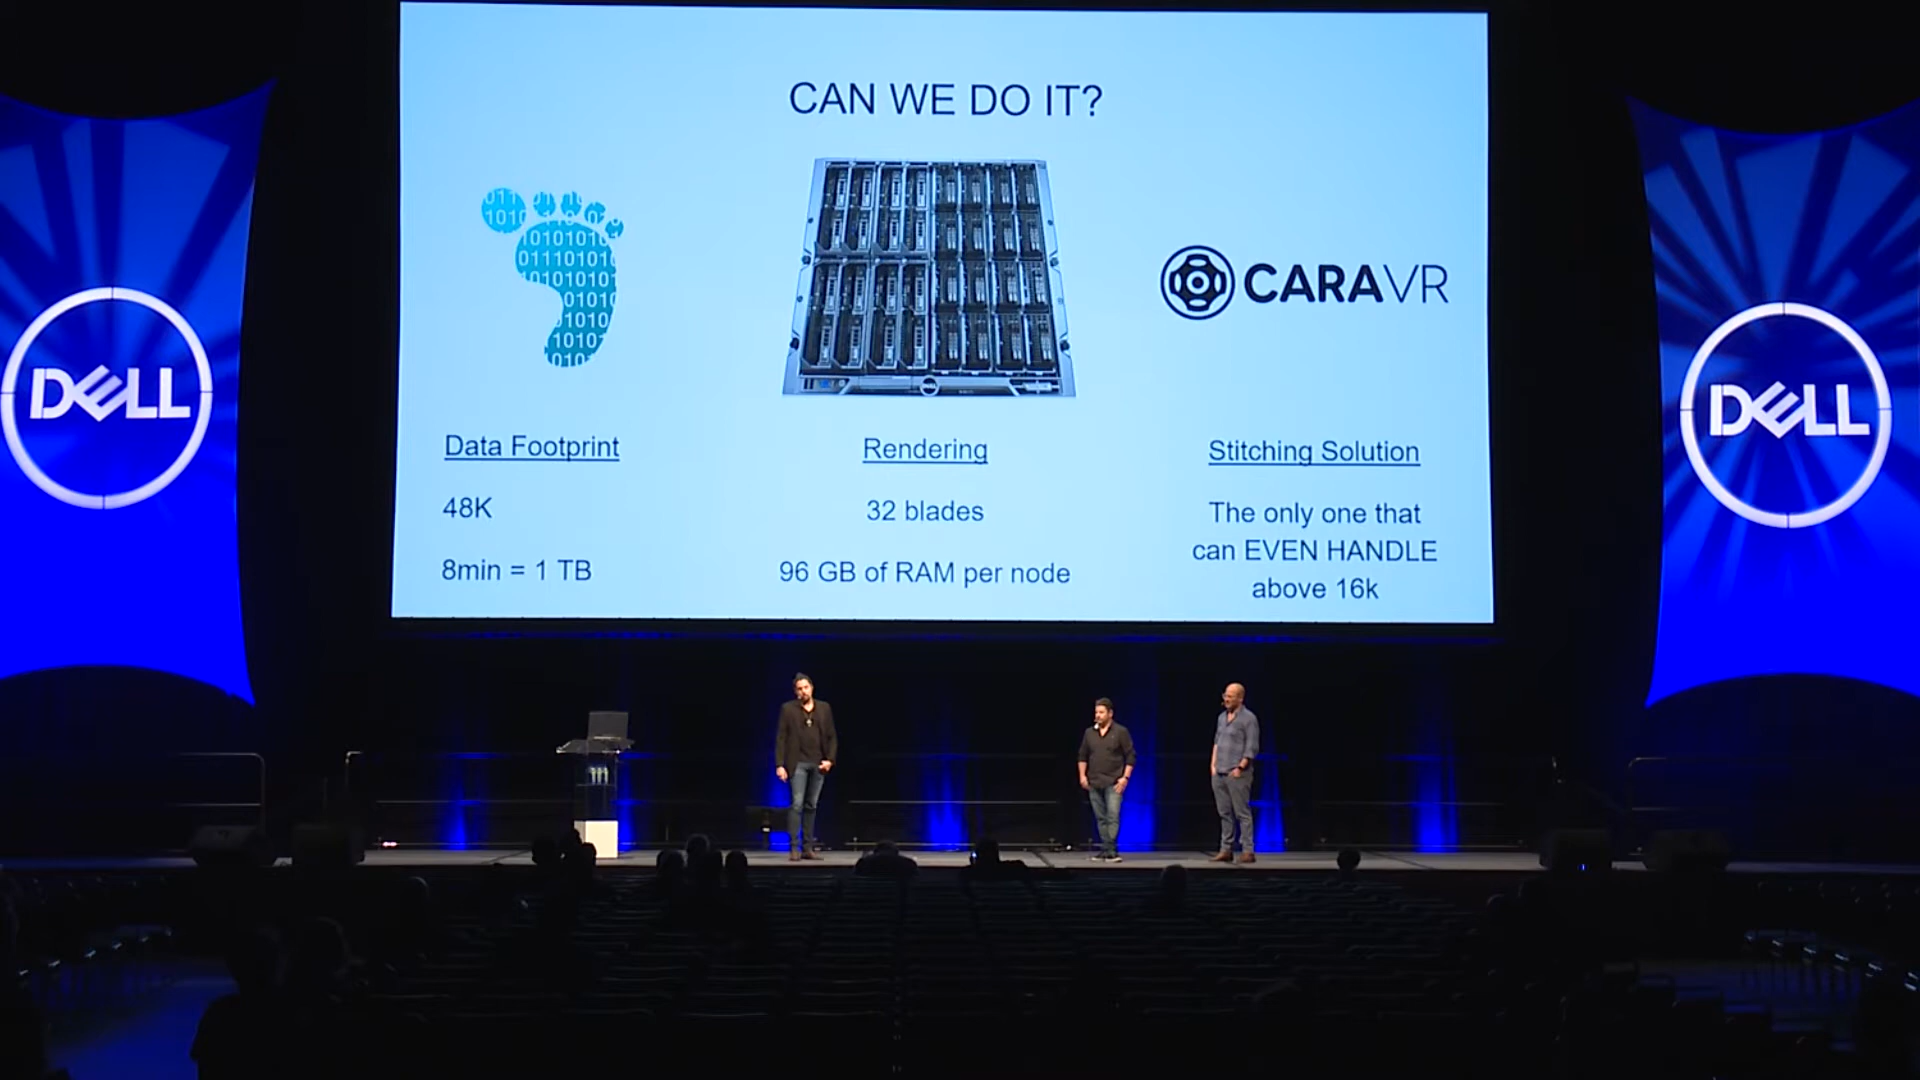 CAN WE DO IT?
CARAVR
Data Footprint
48K
8min = 1 TB
Rendering
32 blades
96 GB of RAM per node
Stitching Solution
The only one that
can EVEN HANDLE
above 16k
DELL
DELL